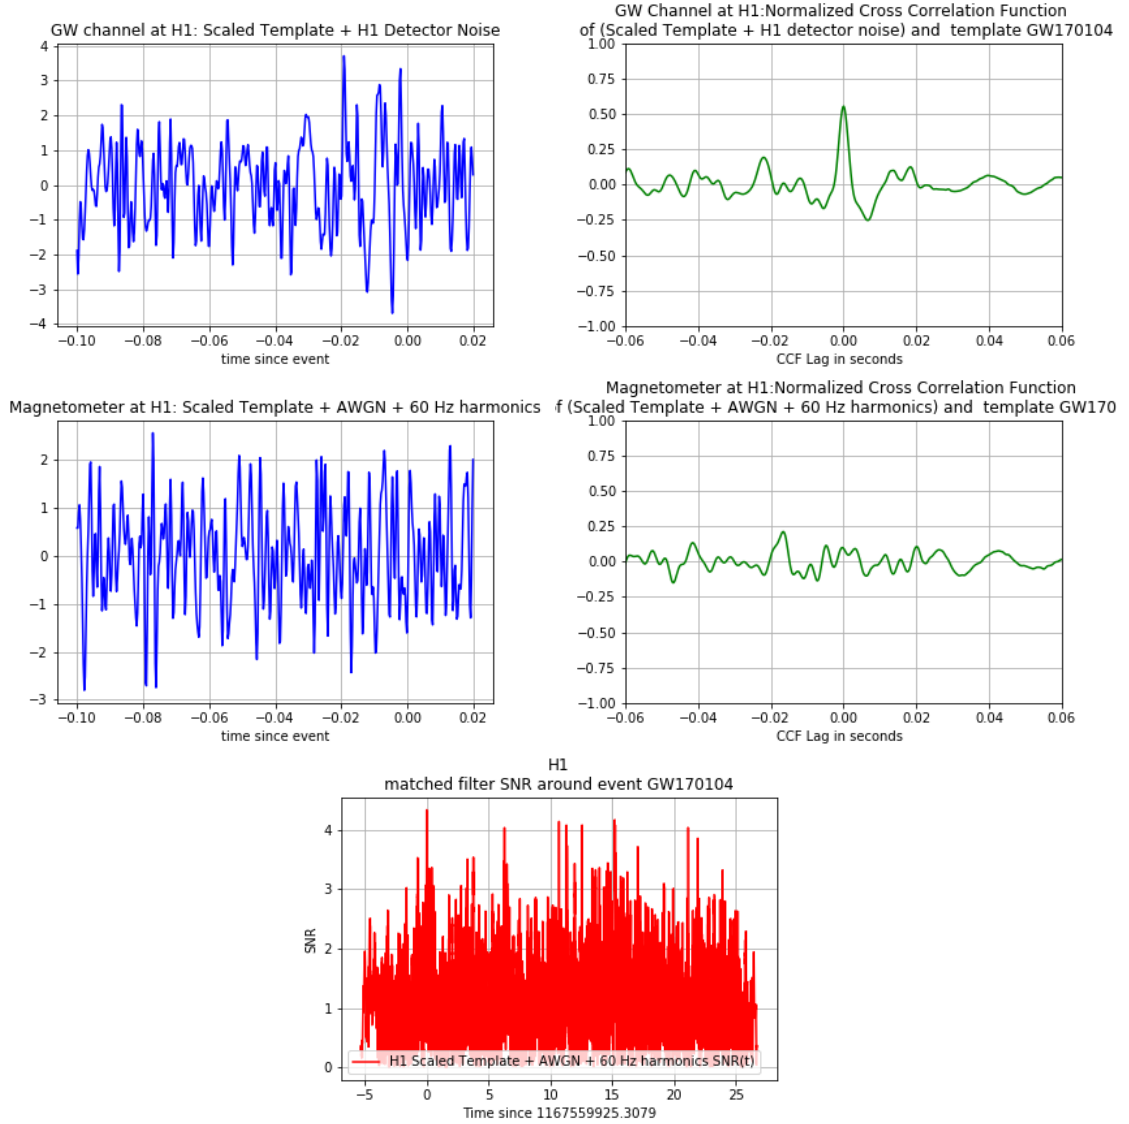 GW channel at H1: Scaled Template + H1 Detector Noise
4
3
2
1
0
−1
−2
−3
−4
−0.10 −0.08 −0.06 −0.04 −0.02 0.00 0.02
time since event
GW Channel at H1:Normalized Cross Correlation Function
of (Scaled Template + H1 detector noise) and template GW170104
1.00
0.75
0.50
0.25
0.00
−0.25
−0.50
−0.75
−1.00
−0.06 −0.04 −0.02 0.00 0.02 0.04 0.06
CCF Lag in seconds
Magnetometer at H1: Scaled Template + AWGN + 60 Hz harmonics
2
1
0
−1
−2
−3
−0.10 −0.08 −0.06 −0.04 −0.02 0.00 0.02
time since event
Magnetometer at H1:Normalized Cross Correlation Function
f (Scaled Template + AWGN + 60 Hz harmonics) and template GW170
1.00
0.75
0.50
0.25
0.00
−0.25
−0.50
−0.75
−1.00
−0.06 −0.04 −0.02 0.00 0.02 0.04 0.06
CCF Lag in seconds
H1
matched filter SNR around event GW170104
SNR
4
3
2
1
0
H1 Scaled Template + AWGN + 60 Hz harmonics SNR(t)
−5 0 5 10 15 20 25
Time since 1167559925.3079